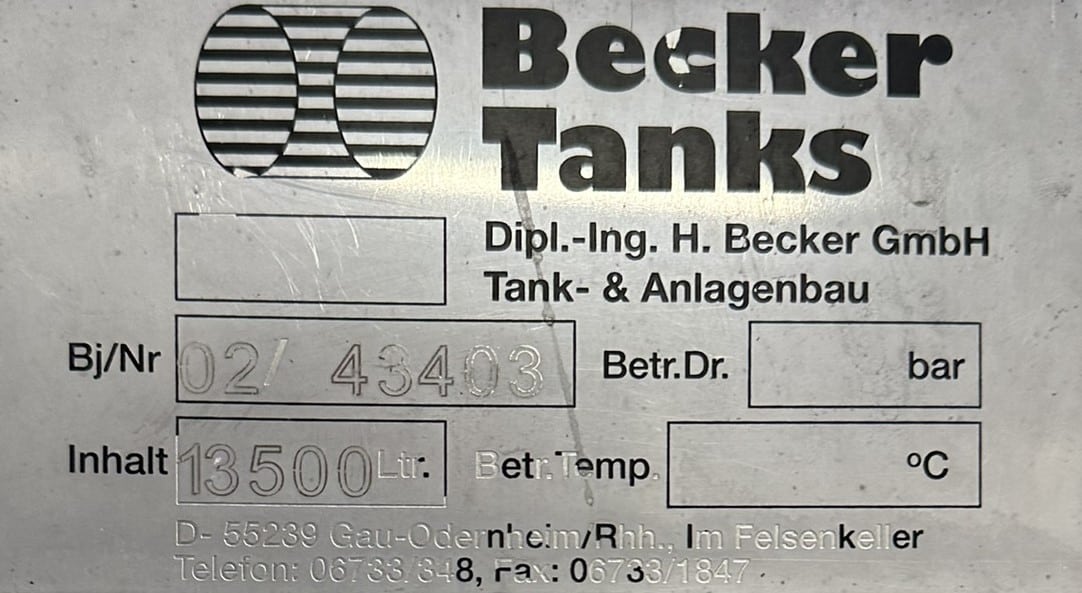 Becker
Tanks
Dipl.-Ing. H. Becker GmbH
Tank- & Anlagenbau
Bj/Nr 02/ 43403 Betr.Dr. bar
Inhalt 13500 Ltr. Betr.Temp. °C
D- 55239 Gau-Odernheim/Rhh., Im Felsenkeller
Telefon: 06733/348, Fax: 06733/1847